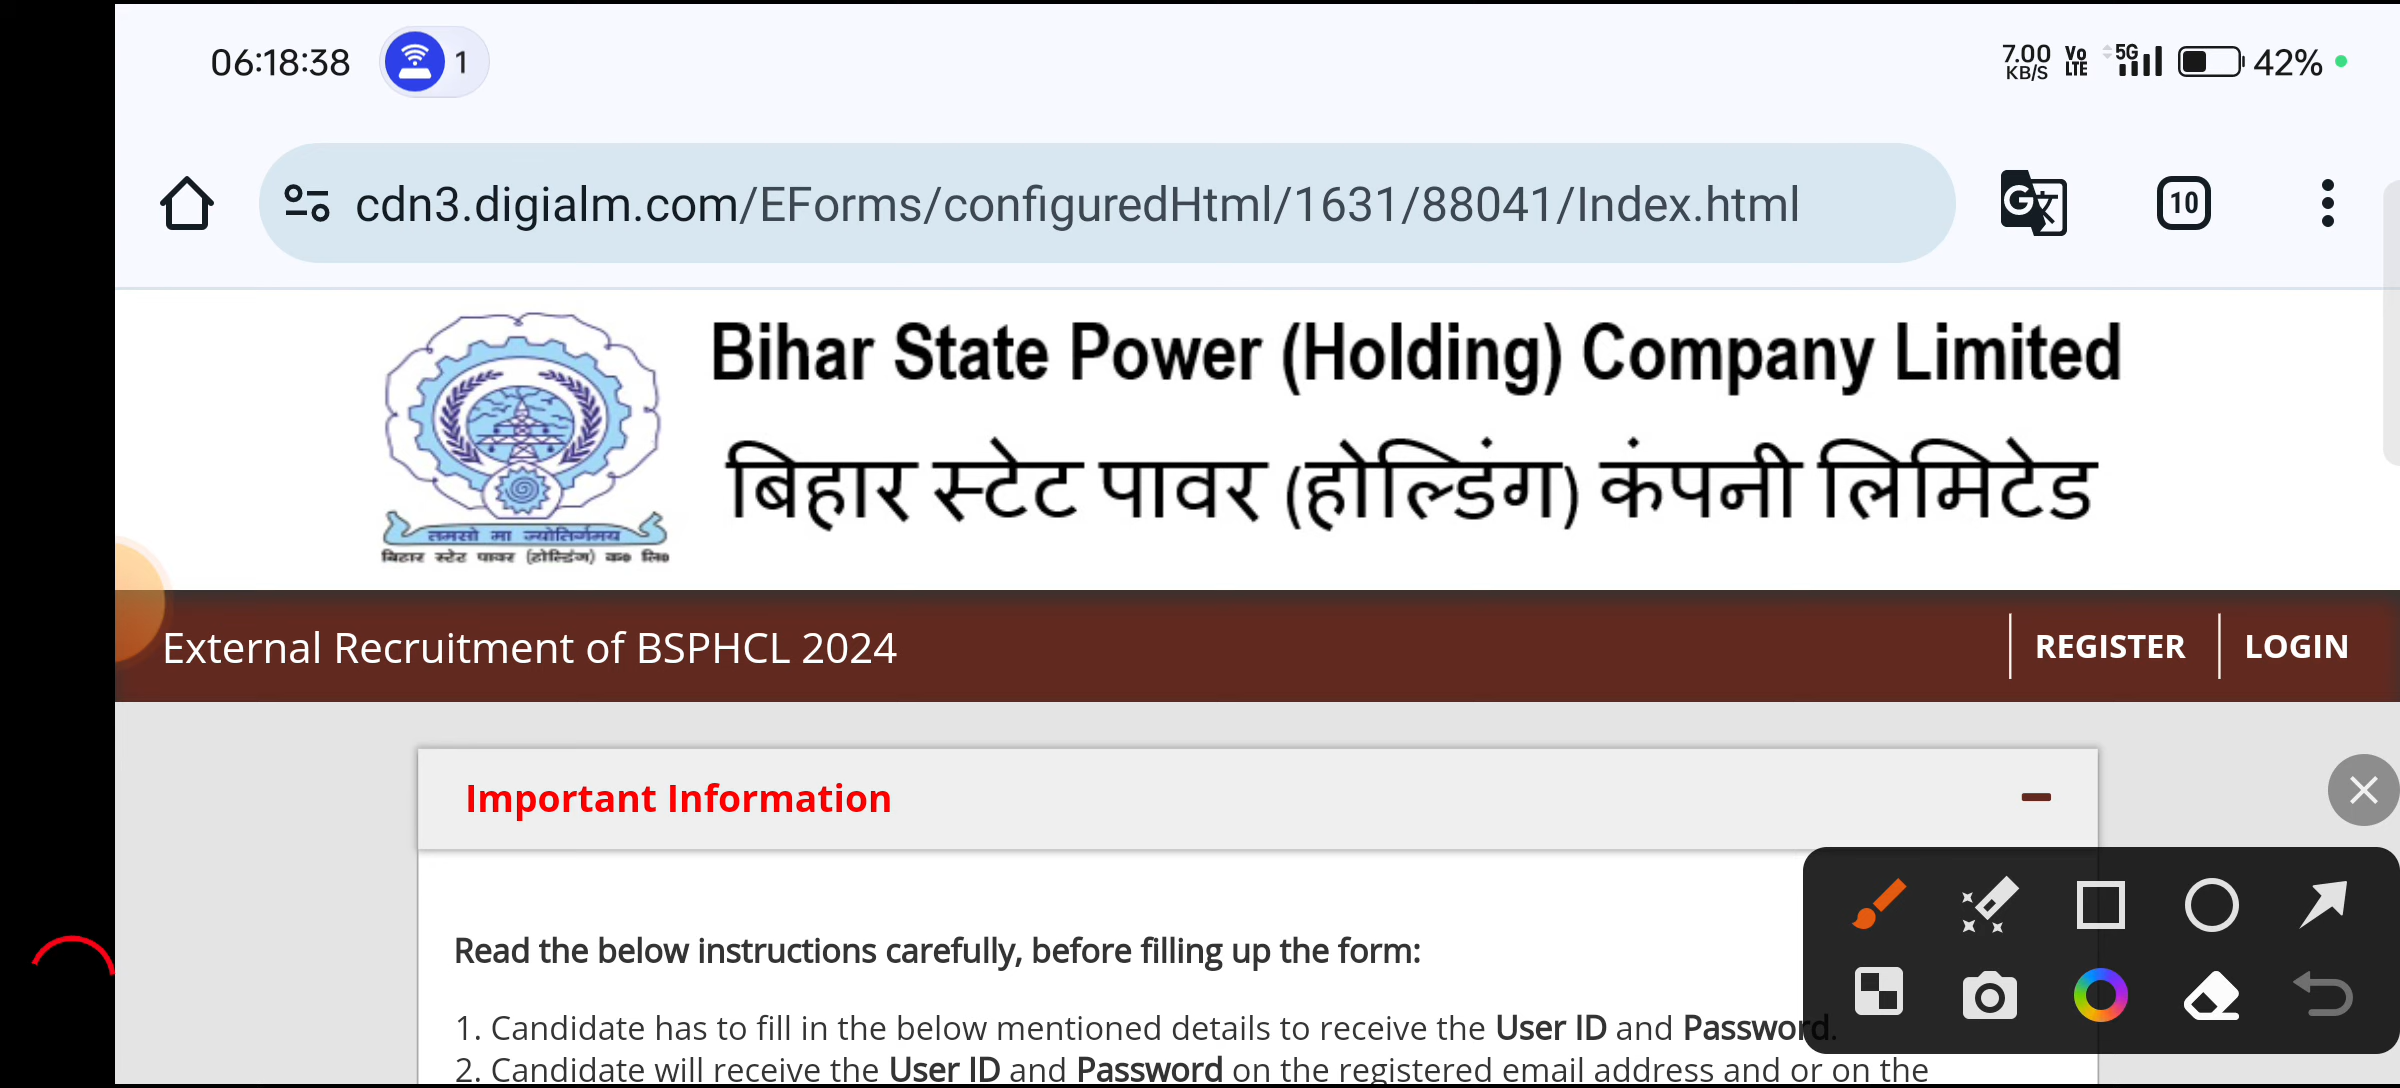 06:18:38 1 7.00 KB/S Vo LTE 5G 42%
cdn3.digialm.com/EForms/configuredHtml/1631/88041/Index.html 10
Bihar State Power (Holding) Company Limited
बिहार स्टेट पावर (होल्डिंग) कंपनी लिमिटेड
तमसो मा ज्योतिर्गमय
बिहार स्टेट पावर (होल्डिंग) क० लि०
External Recruitment of BSPHCL 2024 REGISTER LOGIN
Important Information
Read the below instructions carefully, before filling up the form:
1. Candidate has to fill in the below mentioned details to receive the User ID and Password.
2. Candidate will receive the User ID and Password on the registered email address and or on the